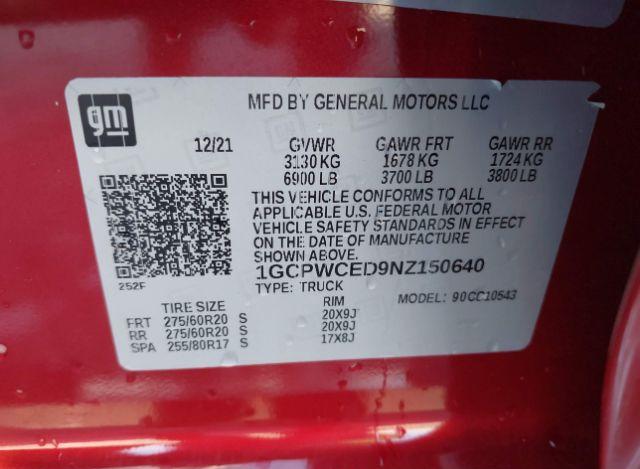 gm
MFD BY GENERAL MOTORS LLC
12/21 GVWR GAWR FRT GAWR RR
3130 KG 1678 KG 1724 KG
6900 LB 3700 LB 3800 LB
THIS VEHICLE CONFORMS TO ALL
APPLICABLE U.S. FEDERAL MOTOR
VEHICLE SAFETY STANDARDS IN EFFECT
ON THE DATE OF MANUFACTURE
SHOWN ABOVE.
252F
1GCPWCED9NZ150640
TYPE: TRUCK
MODEL: 90CC10543
TIRE SIZE RIM
FRT 275/60R20 S 20X9J
RR 275/60R20 S 20X9J
SPA 255/80R17 S 17X8J